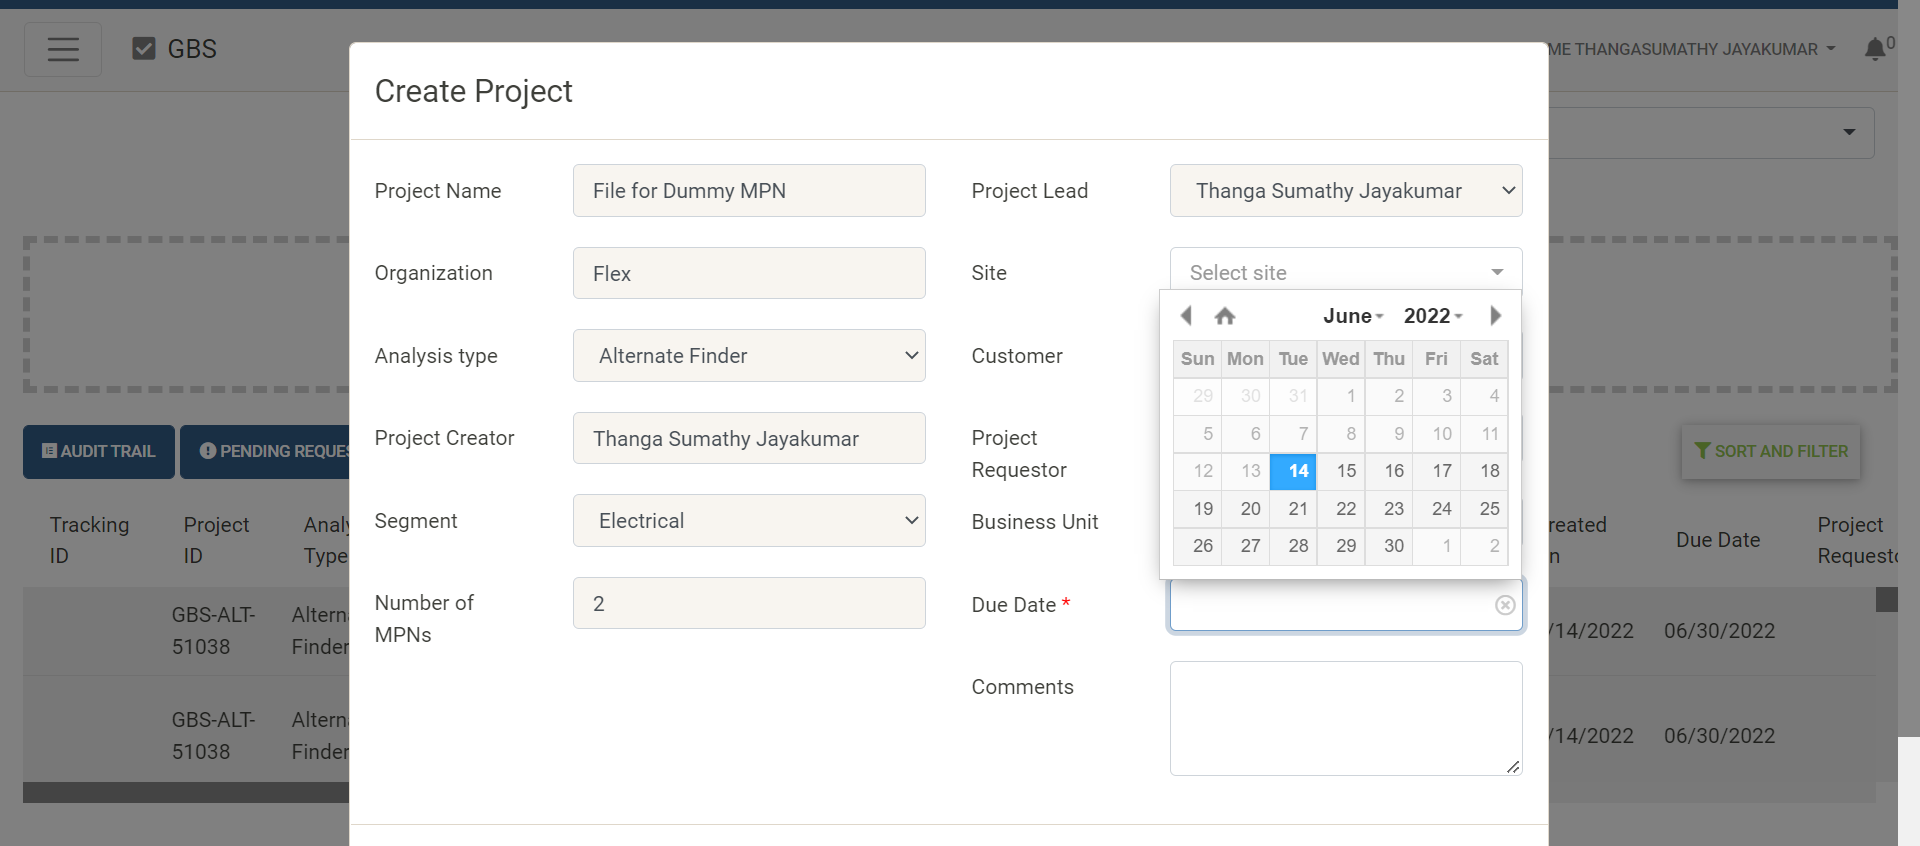 GBS
ME THANGASUMATHY JAYAKUMAR
0
Create Project
Project Name
File for Dummy MPN
Project Lead
Thanga Sumathy Jayakumar
Organization
Flex
Site
Select site
Analysis type
Alternate Finder
Customer
Project Creator
Thanga Sumathy Jayakumar
Project
Requestor
Segment
Electrical
Business Unit
Number of
MPNs
2
Due Date *
Comments
June 2022
Sun Mon Tue Wed Thu Fri Sat
29 30 31 1 2 3 4
5 6 7 8 9 10 11
12 13 14 15 16 17 18
19 20 21 22 23 24 25
26 27 28 29 30 1 2
AUDIT TRAIL
PENDING REQUES
SORT AND FILTER
Tracking
ID
Project
ID
Analy
Type
reated
n
Due Date
Project
Requesto
GBS-ALT-
51038
Altern
Finder
/14/2022
06/30/2022
GBS-ALT-
51038
Altern
Finder
/14/2022
06/30/2022